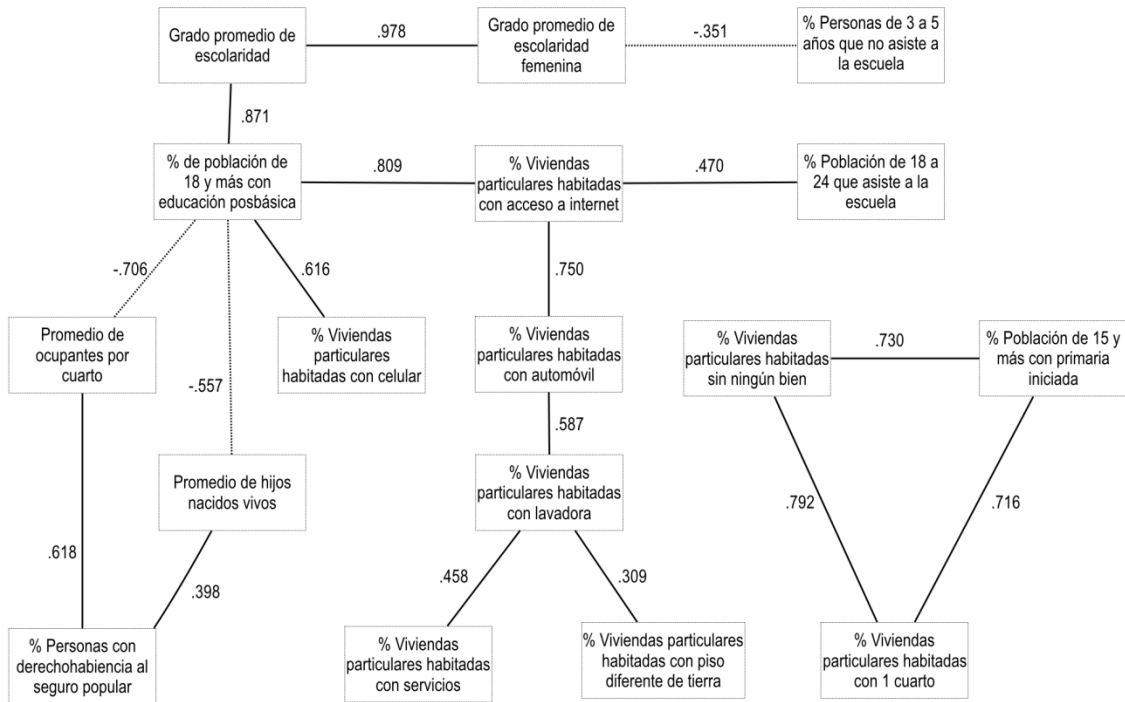 Grado promedio de
escolaridad
.978
Grado promedio de
escolaridad
femenina
-.351
% Personas de 3 a 5
años que no asiste a
la escuela
.871
% de población de
18 y más con
educación posbásica
.809
% Viviendas
particulares habitadas
con acceso a internet
.470
% Población de 18 a
24 que asiste a la
escuela
-.706
-.557
.616
.750
Promedio de
ocupantes por
cuarto
% Viviendas
particulares
habitadas con celular
% Viviendas
particulares habitadas
con automóvil
% Viviendas
particulares habitadas
sin ningún bien
.730
% Población de 15 y
más con primaria
iniciada
.587
Promedio de hijos
nacidos vivos
% Viviendas
particulares habitadas
con lavadora
.792
.716
.618
.398
.458
.309
% Personas con
derechohabiencia al
seguro popular
% Viviendas
particulares habitadas
con servicios
% Viviendas particulares
habitadas con piso
diferente de tierra
% Viviendas
particulares habitadas
con 1 cuarto